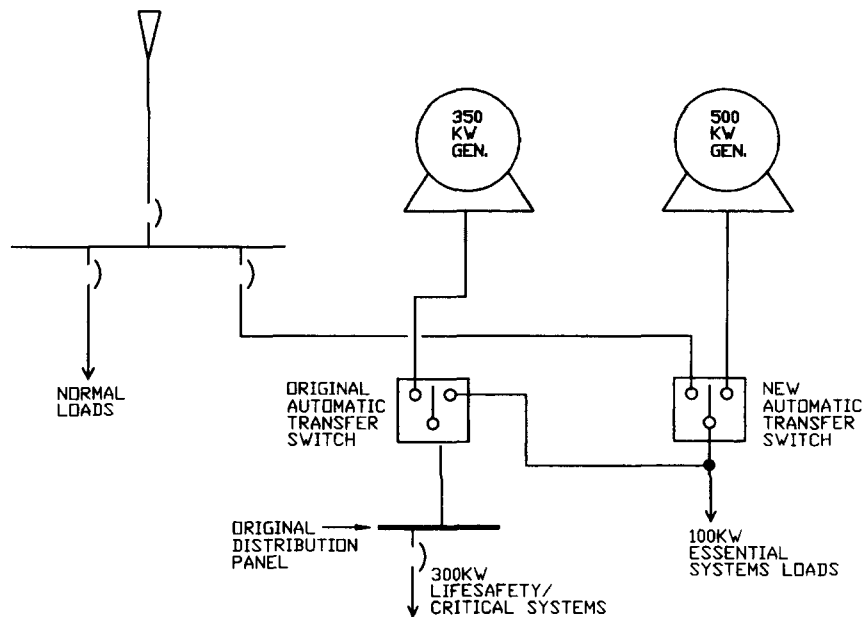 350
KW
GEN.
500
KW
GEN.
NORMAL
LOADS
ORIGINAL
AUTOMATIC
TRANSFER
SWITCH
NEW
AUTOMATIC
TRANSFER
SWITCH
ORIGINAL
DISTRIBUTION
PANEL
300KW
LIFESAFETY/
CRITICAL SYSTEMS
100KW
ESSENTIAL
SYSTEMS LOADS